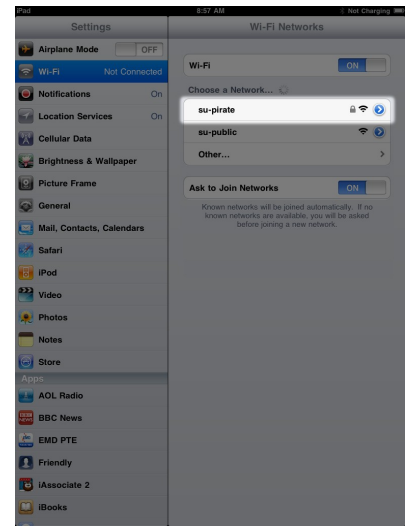 iPad 8:57 AM Not Charging
Settings Wi-Fi Networks
Airplane Mode OFF
Wi-Fi Not Connected
Notifications On
Location Services On
Cellular Data
Brightness & Wallpaper
Picture Frame
General
Mail, Contacts, Calendars
Safari
iPod
Video
Photos
Notes
Store
Apps
AOL Radio
BBC News
EMD PTE
Friendly
iAssociate 2
iBooks
Wi-Fi ON
Choose a Network...
su-pirate
su-public
Other...
Ask to Join Networks ON
Known networks will be joined automatically. If no
known networks are available, you will be asked
before joining a new network.